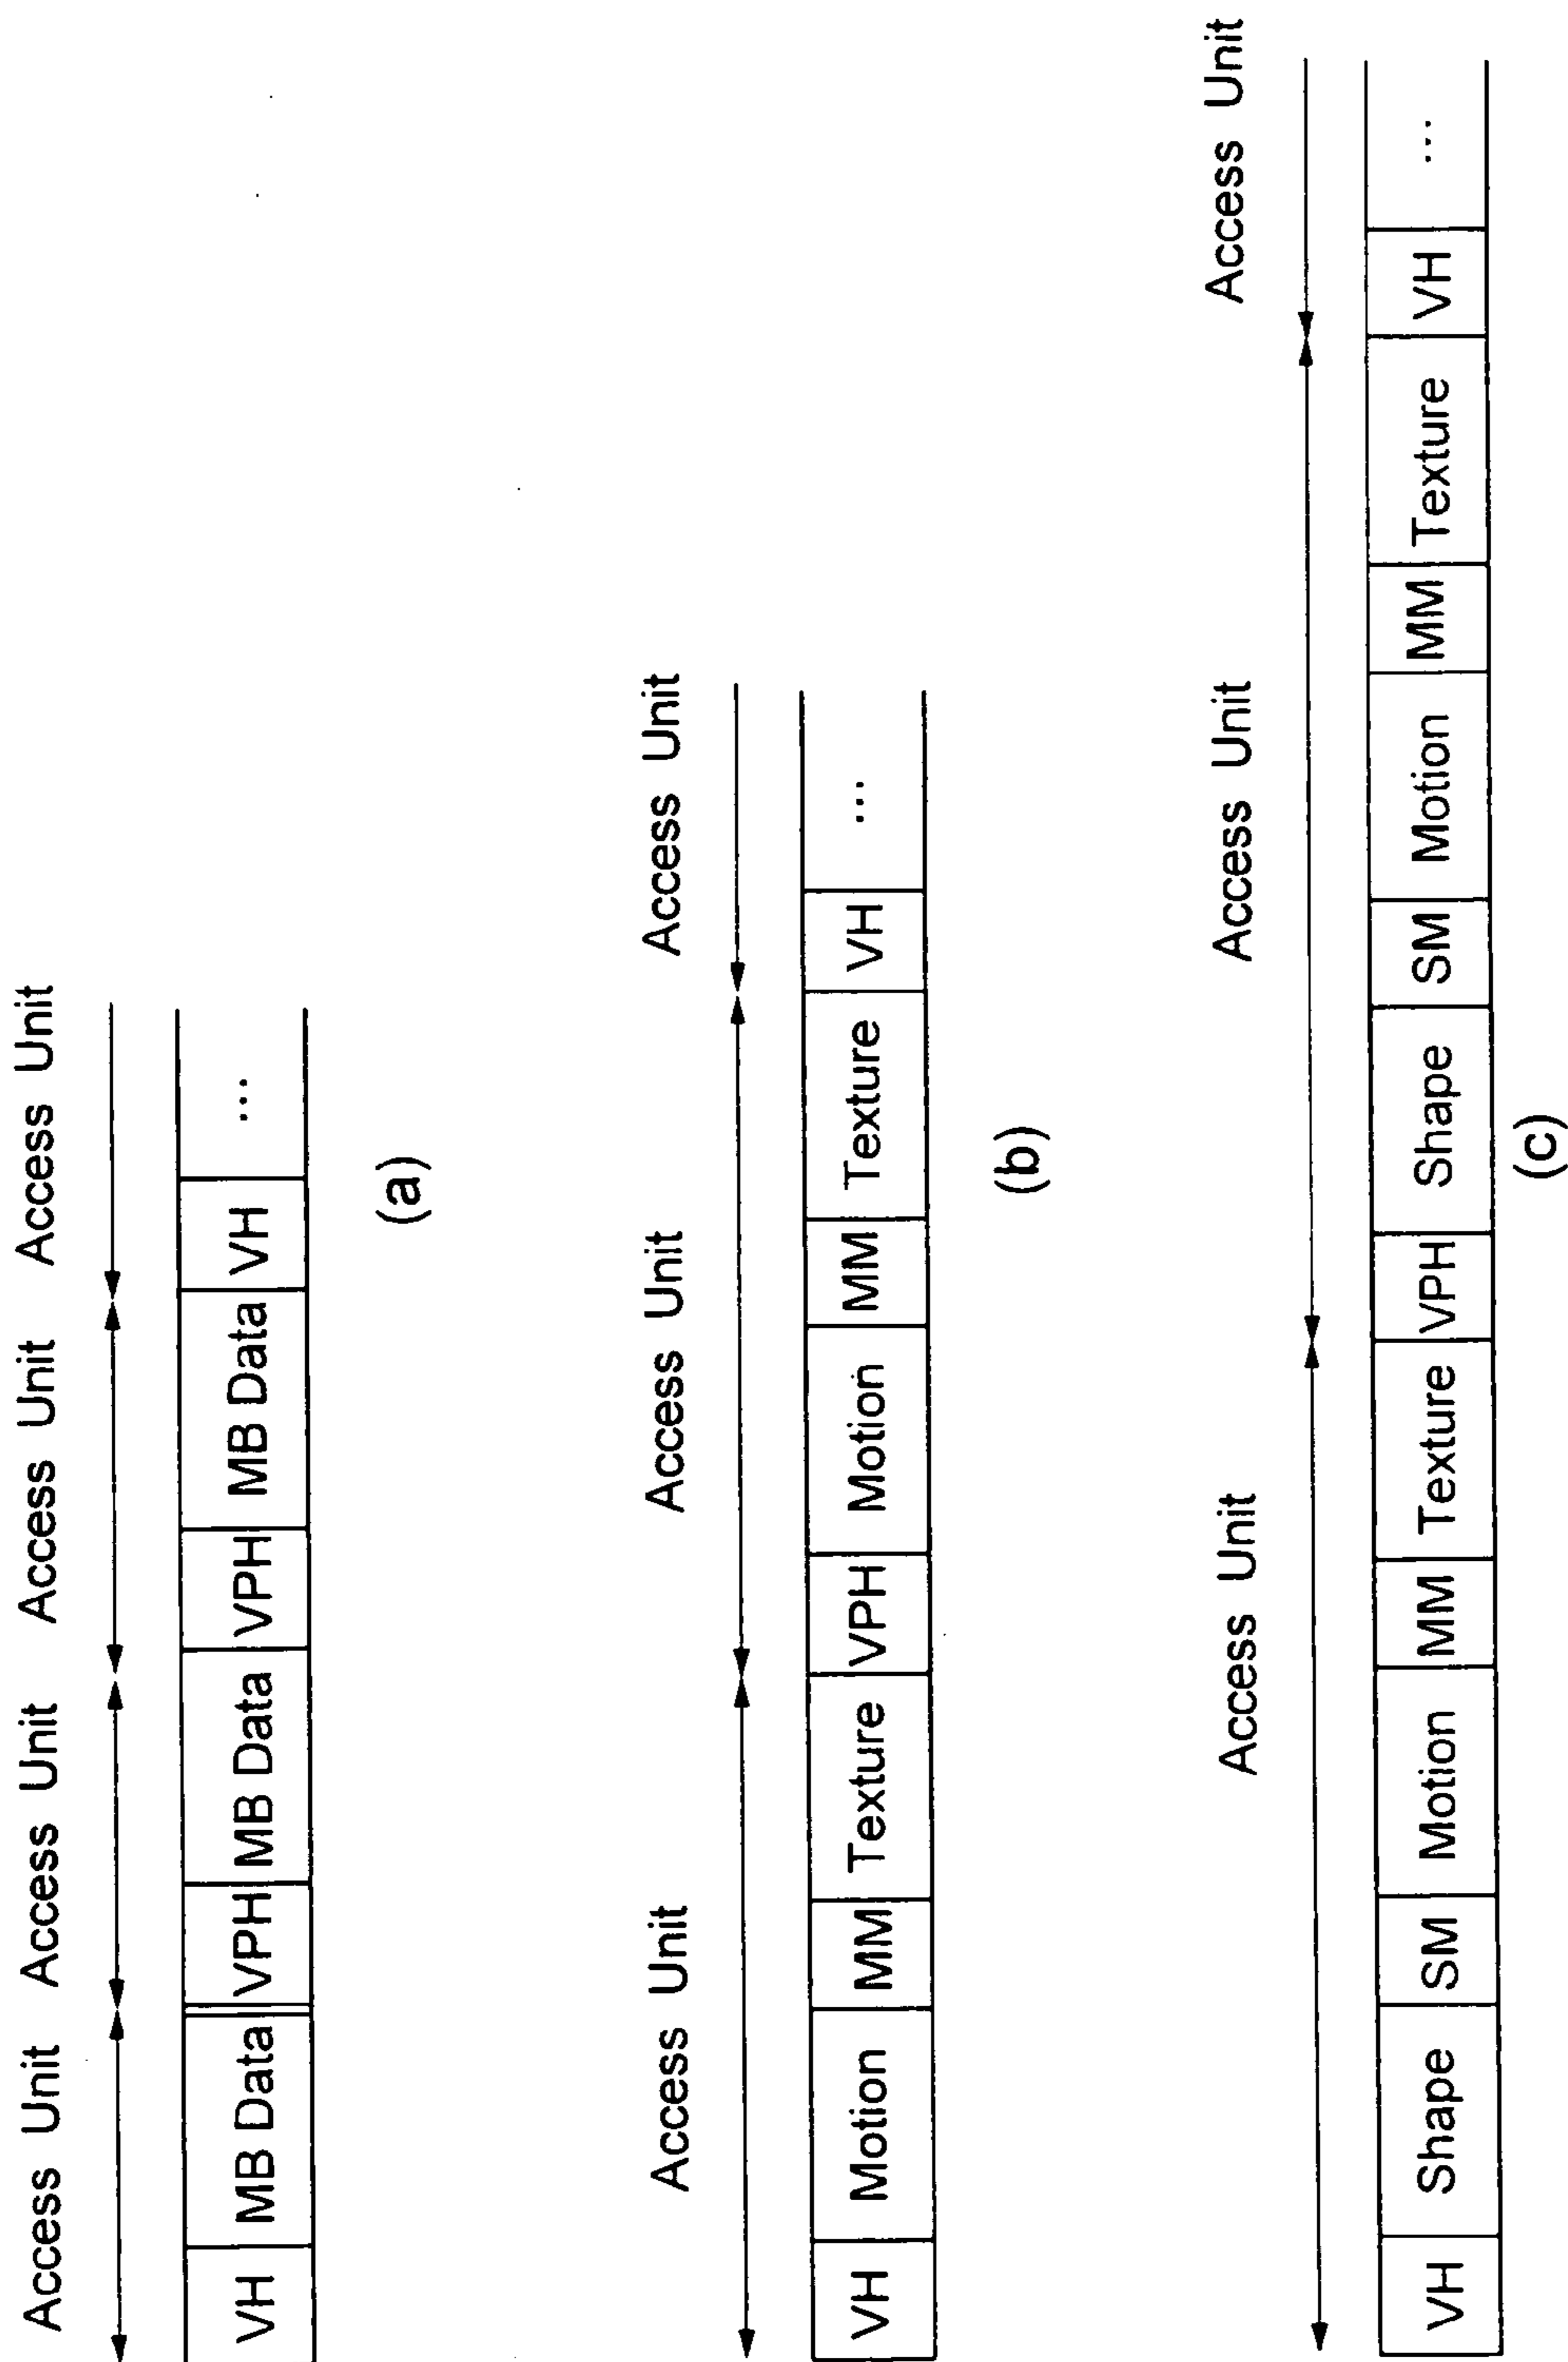 Access Unit Access Unit Access Unit Access Unit
VH MB Data VPH MB Data VPH MB Data VH ...
(a)
Access Unit Access Unit Access Unit
VH Motion MM Texture VPH Motion MM Texture VH ...
(b)
Access Unit Access Unit Access Unit
VH Shape SM Motion MM Texture VPH Shape SM Motion MM Texture VH ...
(c)